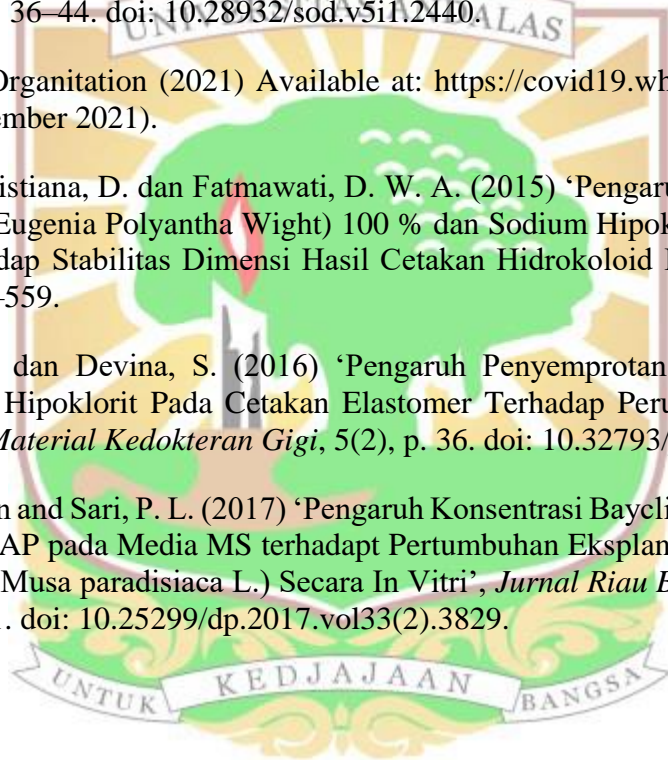 36–44. doi: 10.28932/sod.v5i1.2440.
UNIVERSITAS ANDALAS
Organitation (2021) Available at: https://covid19.wh
ember 2021).
istiana, D. dan Fatmawati, D. W. A. (2015) ‘Pengaru
Eugenia Polyantha Wight) 100 % dan Sodium Hipok
dap Stabilitas Dimensi Hasil Cetakan Hidrokoloid I
–559.
dan Devina, S. (2016) ‘Pengaruh Penyemprotan
Hipoklorit Pada Cetakan Elastomer Terhadap Peru
Material Kedokteran Gigi, 5(2), p. 36. doi: 10.32793/
n and Sari, P. L. (2017) ‘Pengaruh Konsentrasi Baycli
AP pada Media MS terhadapt Pertumbuhan Eksplan
(Musa paradisiaca L.) Secara In Vitri’, Jurnal Riau B
1. doi: 10.25299/dp.2017.vol33(2).3829.
UNTUK KEDJAJAAN BANGSA